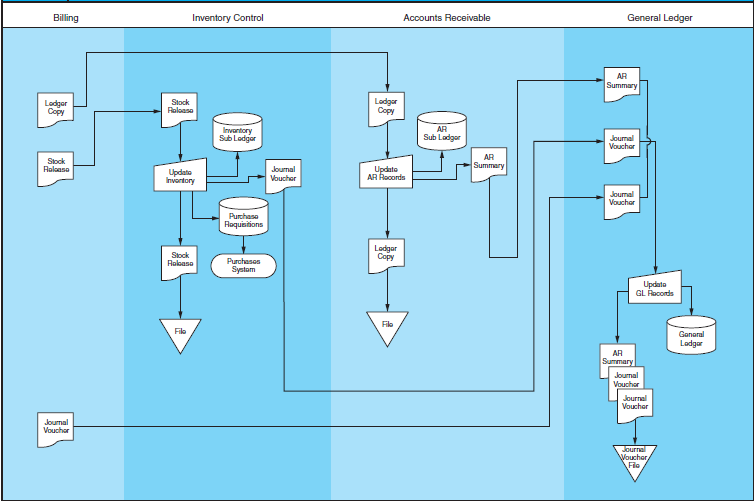 Billing
Inventory Control
Accounts Receivable
General Ledger
Ledger
Copy
Stock
Release
Journal
Voucher
Stock
Release
Inventory
Sub Ledger
Update
Inventory
Journal
Voucher
Purchase
Requisitions
Stock
Release
Purchases
System
File
Ledger
Copy
AR
Sub Ledger
Update
AR Records
AR
Summary
Ledger
Copy
File
AR
Summary
Journal
Voucher
Journal
Voucher
Update
GL Records
General
Ledger
AR
Summary
Journal
Voucher
Journal
Voucher
Journal
Voucher
File